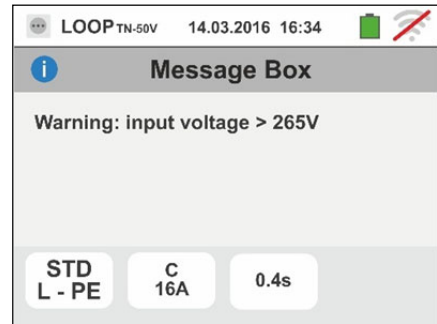 LOOP TN-50V 14.03.2016 16:34
i Message Box
Warning: input voltage > 265V
STD
L - PE
C
16A
0.4s